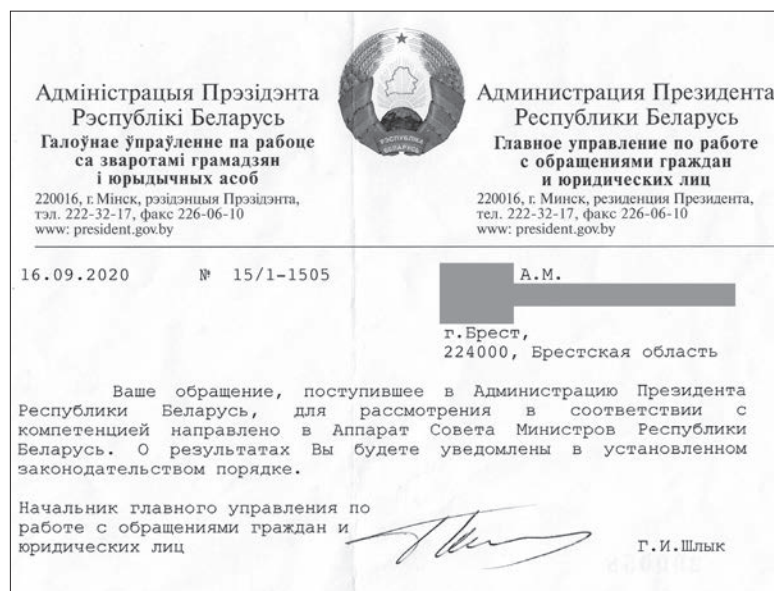 Адміністрацыя Прэзідэнта
Рэспублікі Беларусь
Галоўнае ўпраўленне па рабоце
са зваротамі грамадзян
і юрыдычных асоб
220016, г. Мінск, рэзідэнцыя Прэзідэнта,
тэл. 222-32-17, факс 226-06-10
www: president.gov.by
РЭСПУБЛІКА
БЕЛАРУСЬ
Администрация Президента
Республики Беларусь
Главное управление по работе
с обращениями граждан
и юридических лиц
220016, г. Минск, резиденция Президента,
тел. 222-32-17, факс 226-06-10
www: president.gov.by
16.09.2020 № 15/1-1505
А.М.
г.Брест,
224000, Брестская область
Ваше обращение, поступившее в Администрацию Президента
Республики Беларусь, для рассмотрения в соответствии с
компетенцией направлено в Аппарат Совета Министров Республики
Беларусь. О результатах Вы будете уведомлены в установленном
законодательством порядке.
Начальник главного управления по
работе с обращениями граждан и
юридических лиц
Г.И.Шлык